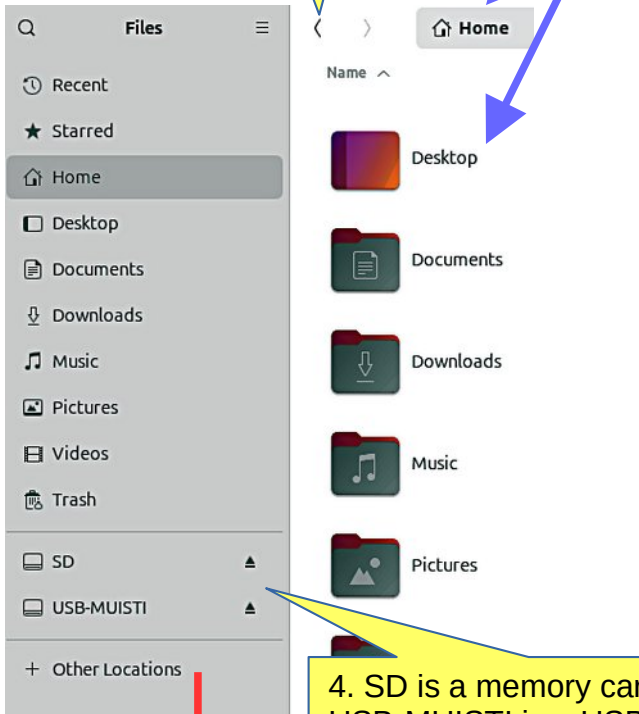 Files
Home
Name
Recent
Starred
Home
Desktop
Documents
Downloads
Music
Pictures
Videos
Trash
SD
USB-MUISTI
Other Locations
Desktop
Documents
Downloads
Music
Pictures
4. SD is a memory